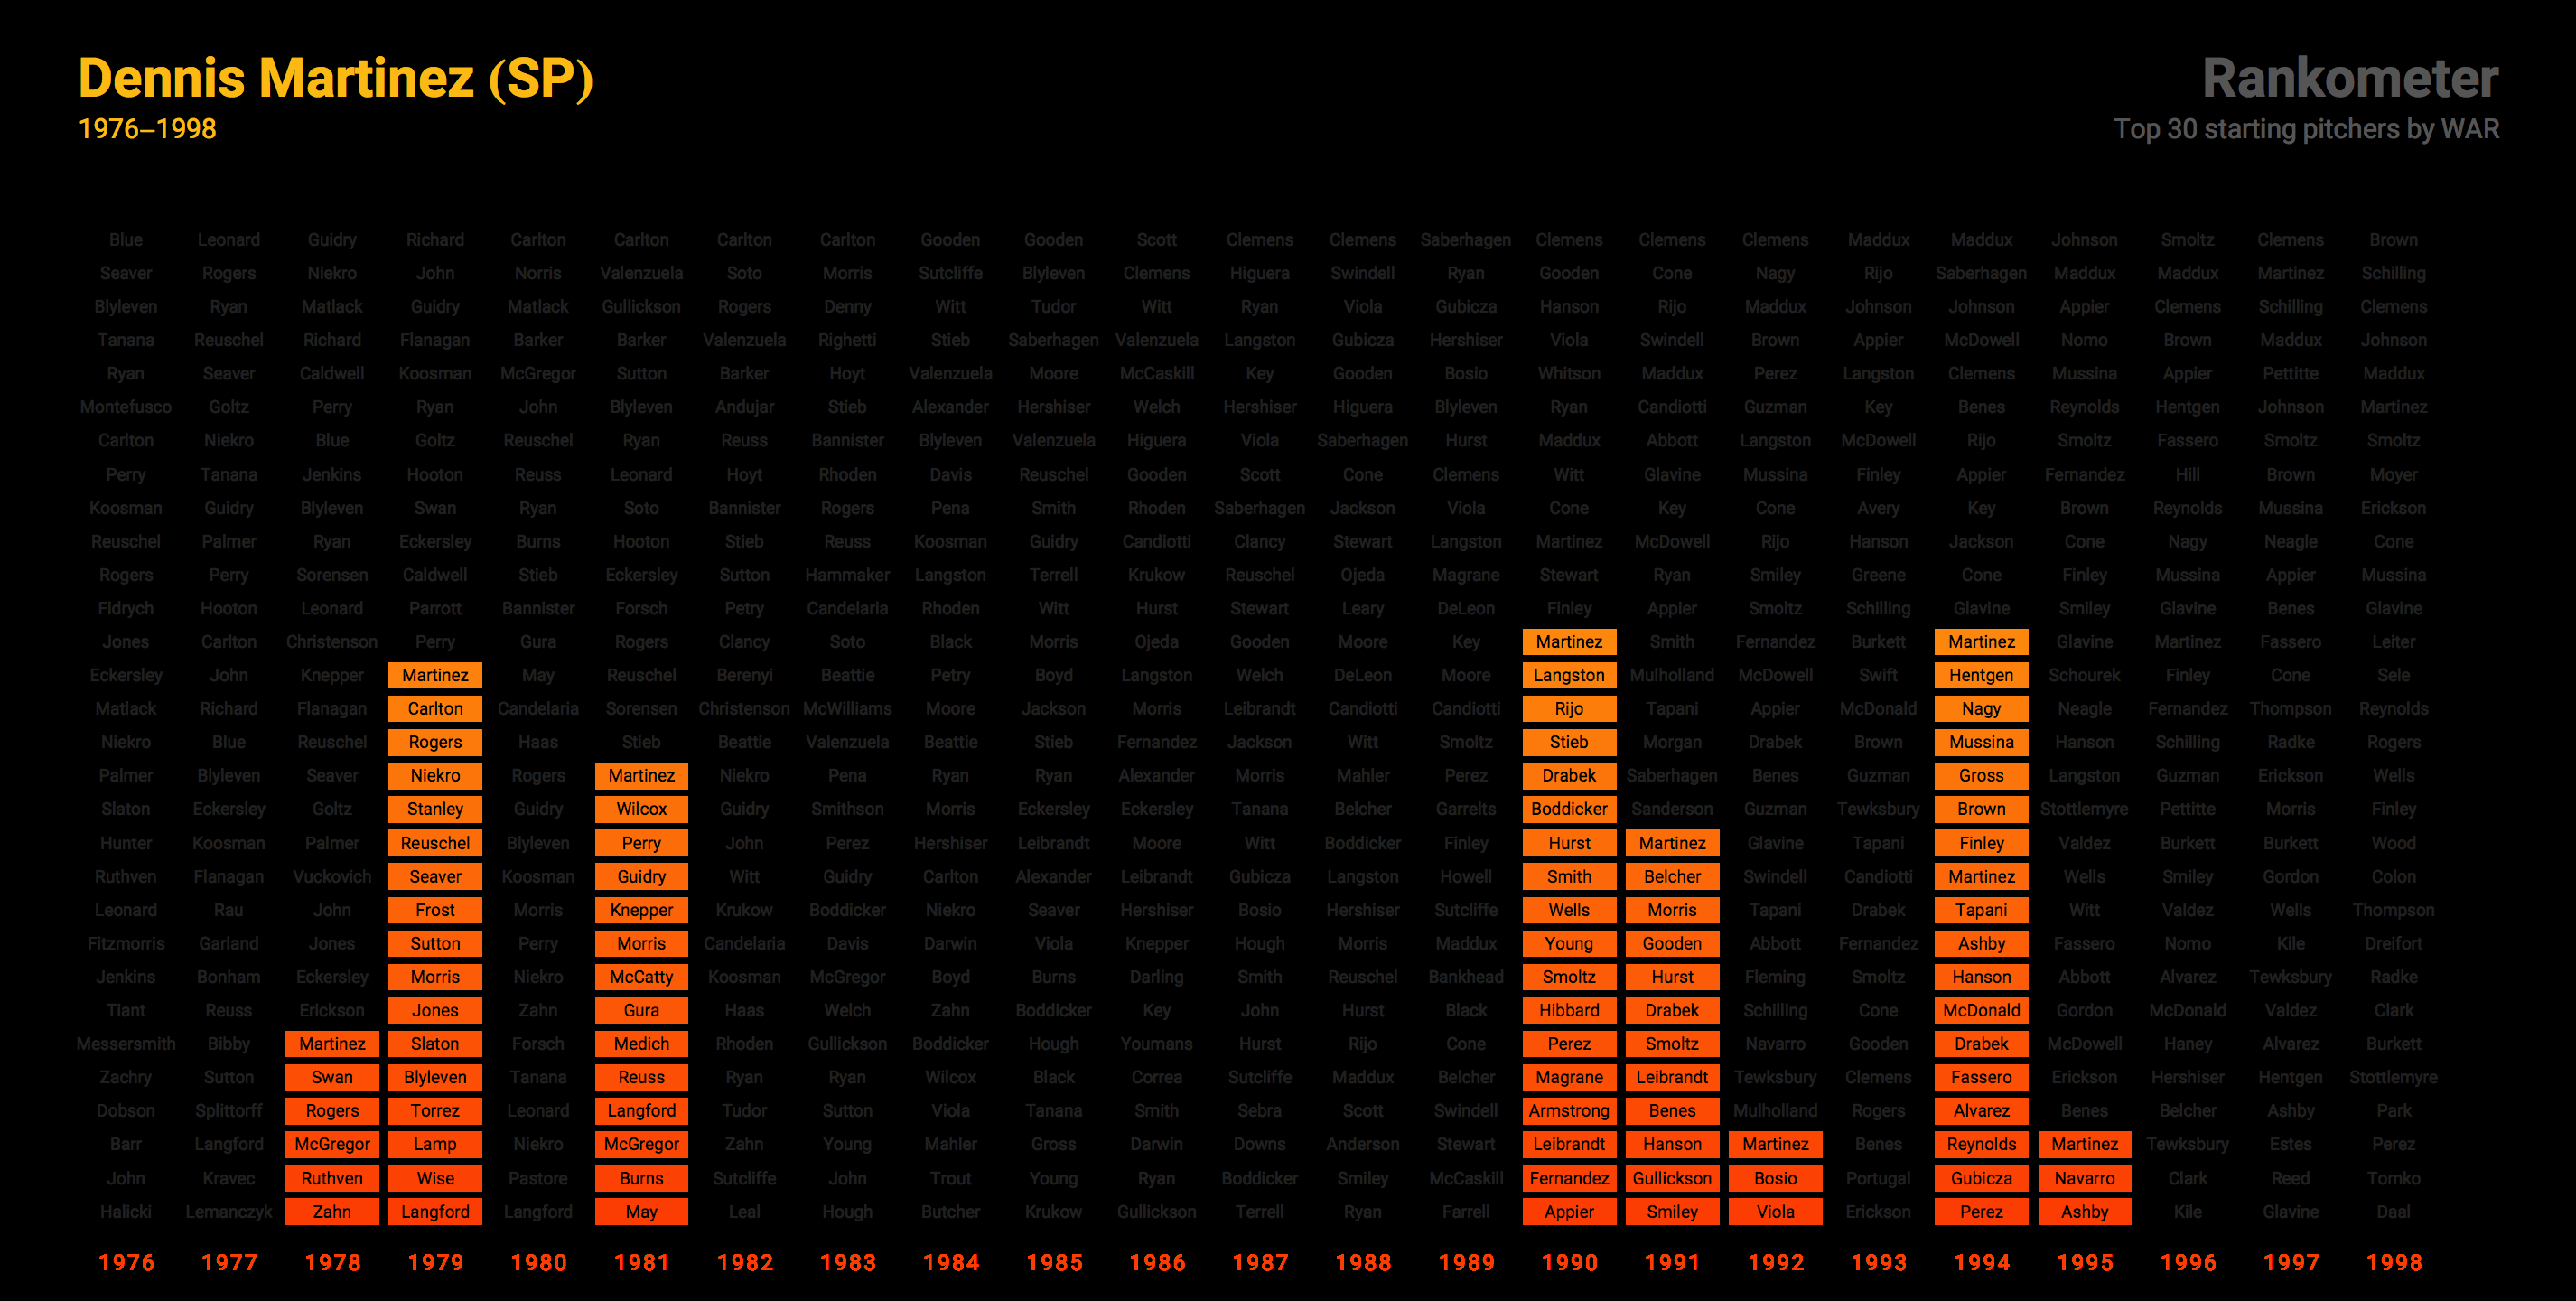 Dennis Martinez (SP)
Rankometer
1976–1998
Top 30 starting pitchers by WAR
Blue Leonard Guidry Richard Carlton Carlton Carlton Carlton Gooden Gooden Scott Clemens Clemens Saberhagen Clemens Clemens Clemens Maddux Maddux Johnson Smoltz Clemens Brown
Seaver Rogers Niekro John Norris Valenzuela Soto Morris Sutcliffe Blyleven Clemens Higuera Swindell Ryan Gooden Cone Nagy Rijo Saberhagen Maddux Maddux Martinez Schilling
Blyleven Ryan Matlack Guidry Matlack Gullickson Rogers Denny Witt Tudor Witt Ryan Viola Gubicza Hanson Rijo Maddux Johnson Johnson Appier Clemens Schilling Clemens
Tanana Reuschel Richard Flanagan Barker Barker Valenzuela Righetti Stieb Saberhagen Valenzuela Langston Gubicza Hershiser Viola Swindell Brown Appier McDowell Nomo Brown Maddux Johnson
Ryan Seaver Caldwell Koosman McGregor Sutton Barker Hoyt Valenzuela Moore McCaskill Key Gooden Bosio Whitson Maddux Perez Langston Clemens Mussina Appier Pettitte Maddux
Montefusco Goltz Perry Ryan John Blyleven Andujar Stieb Alexander Hershiser Welch Hershiser Higuera Blyleven Ryan Candiotti Guzman Key Benes Reynolds Hentgen Johnson Martinez
Carlton Niekro Blue Goltz Reuschel Ryan Reuss Bannister Blyleven Valenzuela Higuera Viola Saberhagen Hurst Maddux Abbott Langston McDowell Rijo Smoltz Fassero Smoltz Smoltz
Perry Tanana Jenkins Hooton Reuss Leonard Hoyt Rhoden Davis Reuschel Gooden Scott Cone Clemens Witt Glavine Mussina Finley Appier Fernandez Hill Brown Moyer
Koosman Guidry Blyleven Swan Ryan Soto Bannister Rogers Pena Smith Rhoden Saberhagen Jackson Viola Cone Key Cone Avery Key Brown Reynolds Mussina Erickson
Reuschel Palmer Ryan Eckersley Burns Hooton Stieb Reuss Koosman Guidry Candiotti Clancy Stewart Langston Martinez McDowell Rijo Hanson Jackson Cone Nagy Neagle Cone
Rogers Perry Sorensen Caldwell Stieb Eckersley Sutton Hammaker Langston Terrell Krukow Reuschel Ojeda Magrane Stewart Ryan Smiley Greene Cone Finley Mussina Appier Mussina
Fidrych Hooton Leonard Parrott Bannister Forsch Petry Candelaria Rhoden Witt Hurst Stewart Leary DeLeon Finley Appier Smoltz Schilling Glavine Smiley Glavine Benes Glavine
Jones Carlton Christenson Perry Gura Rogers Clancy Soto Black Morris Ojeda Gooden Moore Key Martinez Smith Fernandez Burkett Martinez Glavine Martinez Fassero Leiter
Eckersley John Knepper Martinez May Reuschel Berenyi Beattie Petry Boyd Langston Welch DeLeon Moore Langston Mulholland McDowell Swift Hentgen Schourek Finley Cone Sele
Matlack Richard Flanagan Carlton Candelaria Sorensen Christenson McWilliams Moore Jackson Morris Leibrandt Candiotti Candiotti Rijo Tapani Appier McDonald Nagy Neagle Fernandez Thompson Reynolds
Niekro Blue Reuschel Rogers Haas Stieb Beattie Valenzuela Beattie Stieb Fernandez Jackson Witt Smoltz Stieb Morgan Drabek Brown Mussina Hanson Schilling Radke Rogers
Palmer Blyleven Seaver Niekro Rogers Martinez Niekro Pena Ryan Ryan Alexander Morris Mahler Perez Drabek Saberhagen Benes Guzman Gross Langston Guzman Erickson Wells
Slaton Eckersley Goltz Stanley Guidry Wilcox Guidry Smithson Morris Eckersley Eckersley Tanana Belcher Garrelts Boddicker Sanderson Guzman Tewksbury Brown Stottlemyre Pettitte Morris Finley
Hunter Koosman Palmer Reuschel Blyleven Perry John Perez Hershiser Leibrandt Moore Witt Boddicker Finley Hurst Martinez Glavine Tapani Finley Valdez Burkett Burkett Wood
Ruthven Flanagan Vuckovich Seaver Koosman Guidry Witt Guidry Carlton Alexander Leibrandt Gubicza Langston Howell Smith Belcher Swindell Candiotti Martinez Wells Smiley Gordon Colon
Leonard Rau John Frost Morris Knepper Krukow Boddicker Niekro Seaver Hershiser Bosio Hershiser Sutcliffe Wells Morris Tapani Drabek Tapani Witt Valdez Wells Thompson
Fitzmorris Garland Jones Sutton Perry Morris Candelaria Davis Darwin Viola Knepper Hough Morris Maddux Young Gooden Abbott Fernandez Ashby Fassero Nomo Kile Dreifort
Jenkins Bonham Eckersley Morris Niekro McCatty Koosman McGregor Boyd Burns Darling Smith Reuschel Bankhead Smoltz Hurst Fleming Smoltz Hanson Abbott Alvarez Tewksbury Radke
Tiant Reuss Erickson Jones Zahn Gura Haas Welch Zahn Boddicker Key John Hurst Black Hibbard Drabek Schilling Cone McDonald Gordon McDonald Valdez Clark
Messersmith Bibby Martinez Slaton Forsch Medich Rhoden Gullickson Boddicker Hough Youmans Hurst Rijo Cone Perez Smoltz Navarro Gooden Drabek McDowell Haney Alvarez Burkett
Zachry Sutton Swan Blyleven Tanana Reuss Ryan Ryan Wilcox Black Correa Sutcliffe Maddux Belcher Magrane Leibrandt Tewksbury Clemens Fassero Erickson Hershiser Hentgen Stottlemyre
Dobson Splittorff Rogers Torrez Leonard Langford Tudor Sutton Viola Tanana Smith Sebra Scott Swindell Armstrong Benes Mulholland Rogers Alvarez Benes Belcher Ashby Park
Barr Langford McGregor Lamp Niekro McGregor Zahn Young Mahler Gross Darwin Downs Anderson Stewart Leibrandt Hanson Martinez Benes Reynolds Martinez Tewksbury Estes Perez
John Kravec Ruthven Wise Pastore Burns Sutcliffe John Trout Young Ryan Boddicker Smiley McCaskill Fernandez Gullickson Bosio Portugal Gubicza Navarro Clark Reed Tomko
Halicki Lemanczyk Zahn Langford Langford May Leal Hough Butcher Krukow Gullickson Terrell Ryan Farrell Appier Smiley Viola Erickson Perez Ashby Kile Glavine Daal
1976 1977 1978 1979 1980 1981 1982 1983 1984 1985 1986 1987 1988 1989 1990 1991 1992 1993 1994 1995 1996 1997 1998